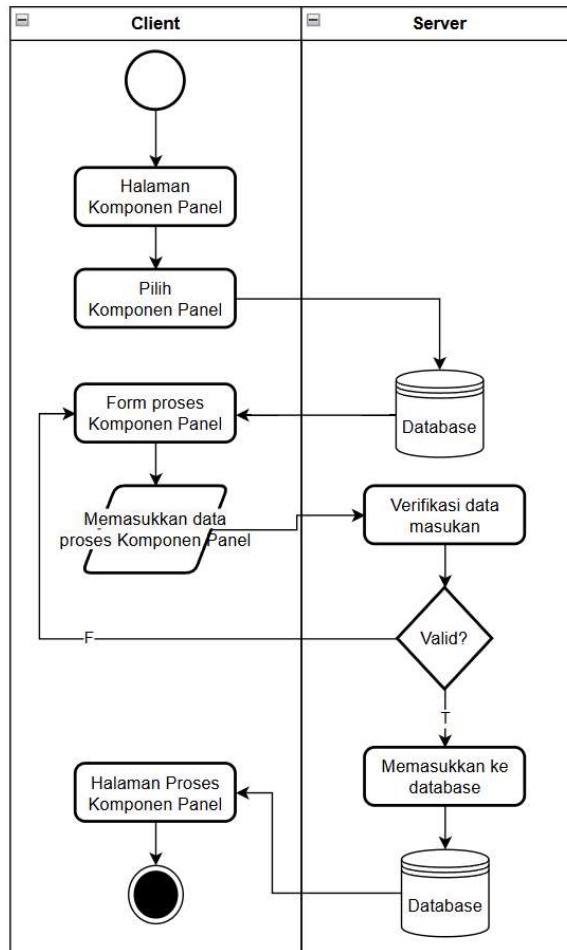 Client
Server
Halaman
Komponen Panel
Pilih
Komponen Panel
Database
Form proses
Komponen Panel
Memasukkan data
proses Komponen Panel
Verifikasi data
masukan
Valid?
F
T
Memasukkan ke
database
Halaman Proses
Komponen Panel
Database